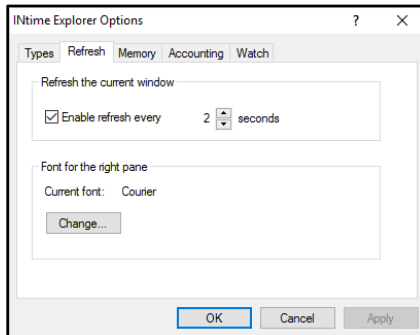 INtime Explorer Options
Types Refresh Memory Accounting Watch
Refresh the current window
Enable refresh every 2 seconds
Font for the right pane
Current font: Courier
Change...
OK Cancel Apply